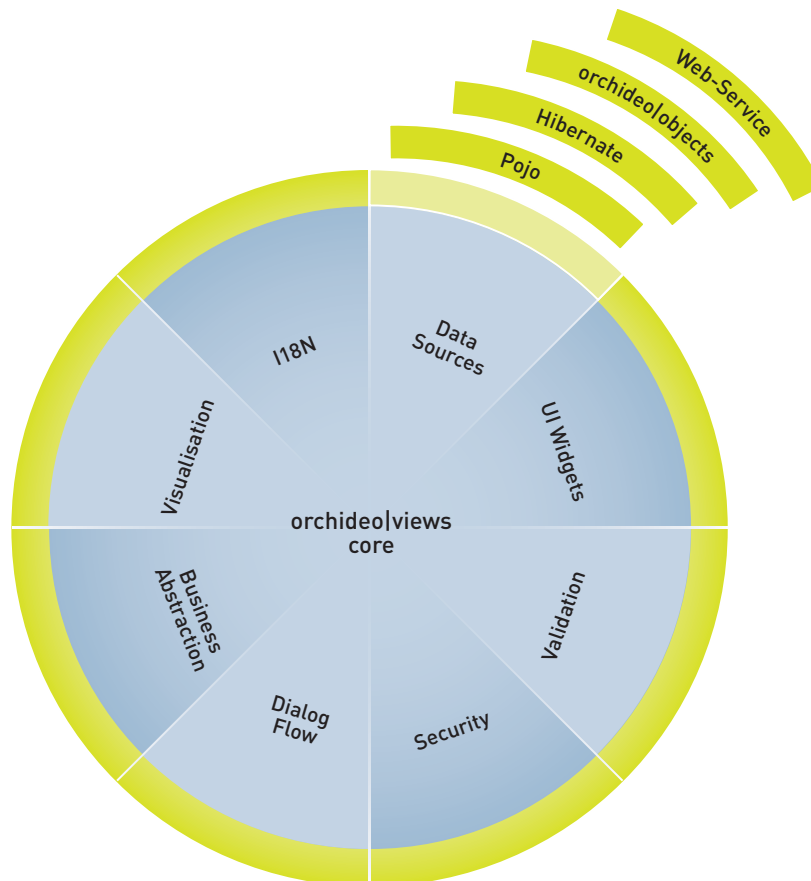 Web-Service
orchideo|objects
Hibernate
Pojo
I18N
Data
Sources
Visualisation
UI Widgets
orchideo|views
core
Business
Abstraction
Validation
Dialog
Flow
Security